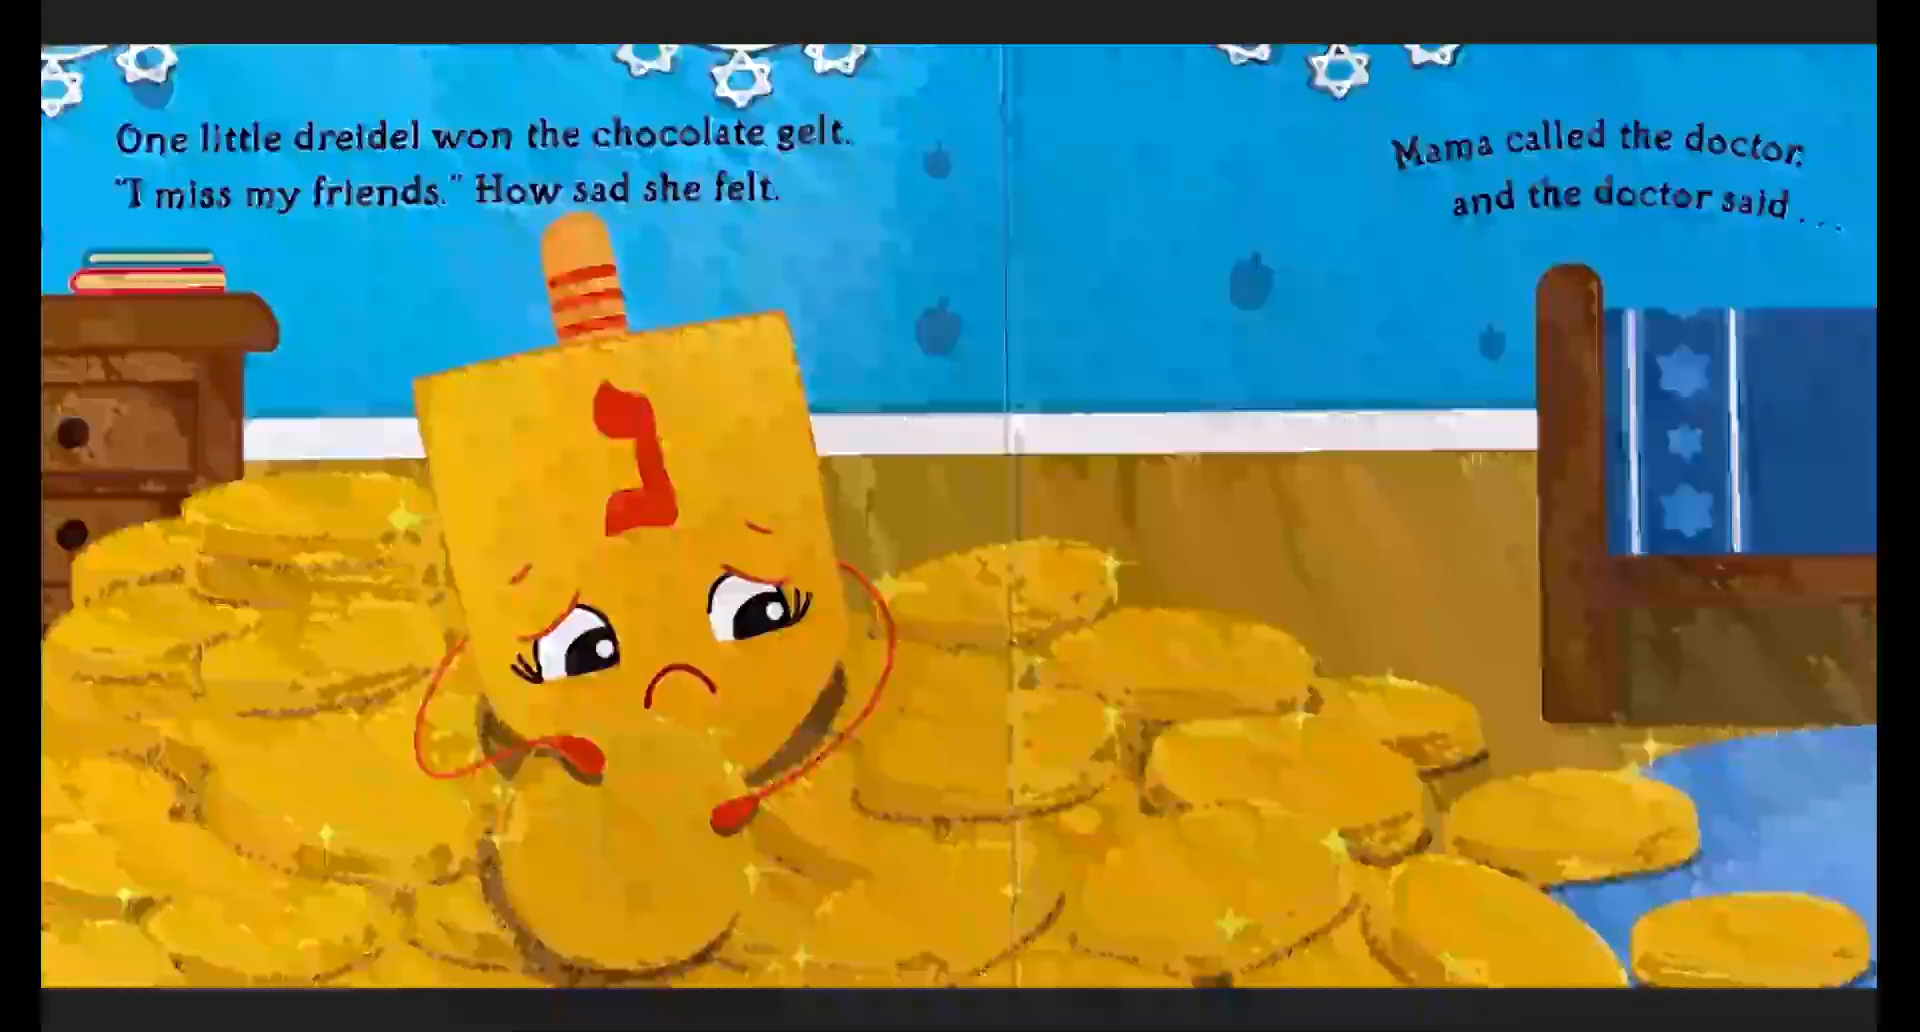 One little dreidel won the chocolate gelt.
"I miss my friends." How sad she felt.
Mama called the doctor,
and the doctor said . . .
נ